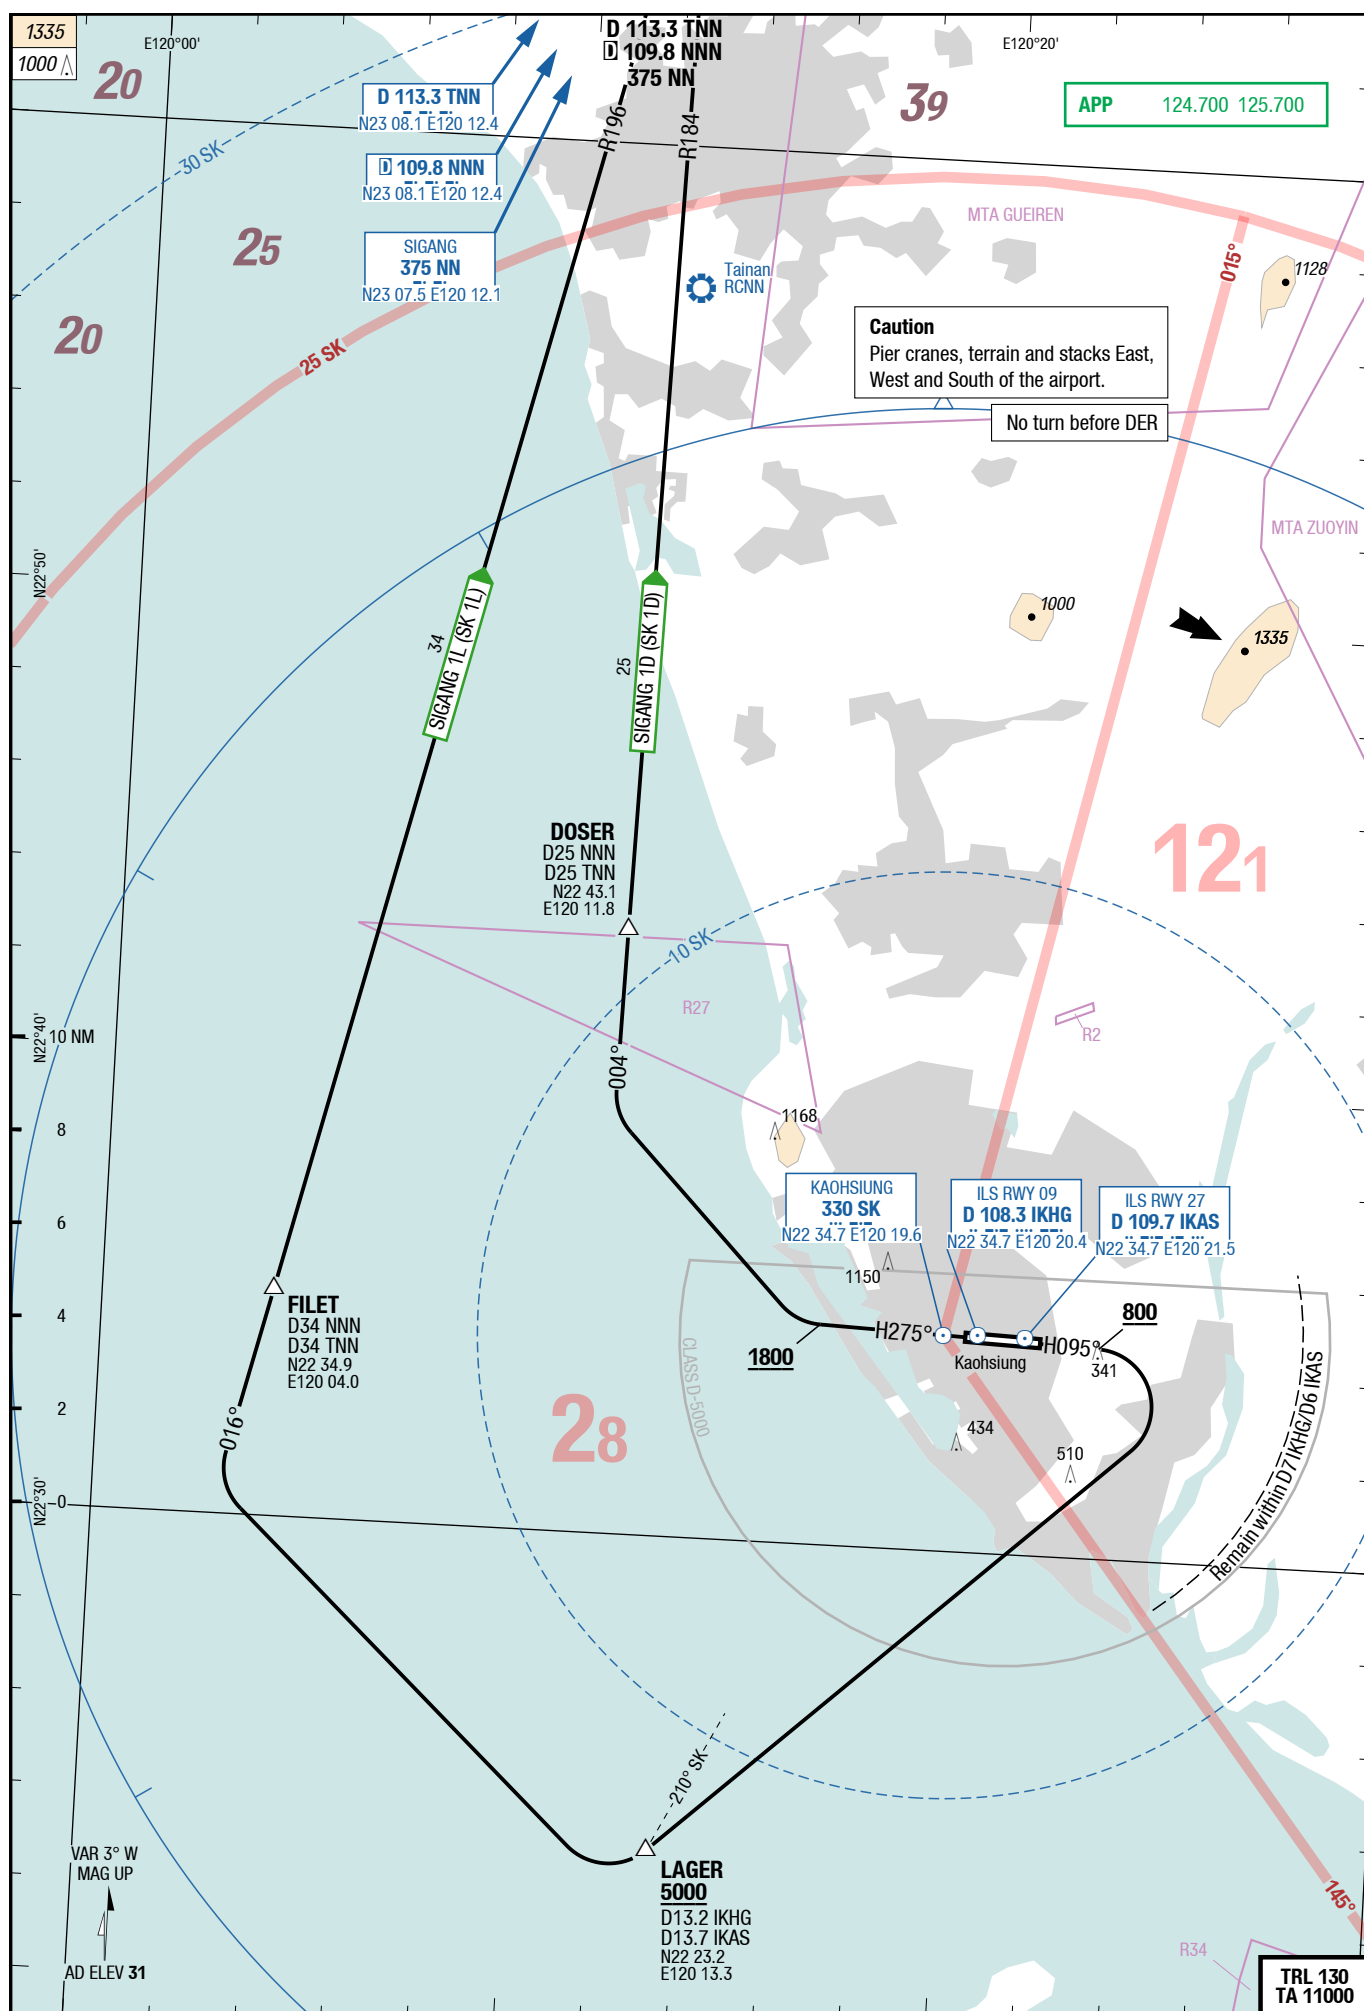 1335
1000
E120°00'
D 113.3 TNN
D 109.8 NNN
375 NN
E120°20'
20
39
APP 124.700 125.700
D 113.3 TNN
N23 08.1 E120 12.4
D 109.8 NNN
N23 08.1 E120 12.4
SIGANG
375 NN
N23 07.5 E120 12.1
R196
R184
30 SK
25
20
25 SK
MTA GUEIREN
015°
1128
Tainan
RCNN
Caution
Pier cranes, terrain and stacks East,
West and South of the airport.
No turn before DER
MTA ZUOYIN
N22°50'
34
SIGANG 1L (SK 1L)
25
SIGANG 1D (SK 1D)
1000
1335
DOSER
D25 NNN
D25 TNN
N22 43.1
E120 11.8
121
10 SK
R27
R2
N22°40'
10 NM
004°
8
1168
KAOHSIUNG
330 SK
N22 34.7 E120 19.6
ILS RWY 09
D 108.3 IKHG
N22 34.7 E120 20.4
ILS RWY 27
D 109.7 IKAS
N22 34.7 E120 21.5
6
1150
4
FILET
D34 NNN
D34 TNN
N22 34.9
E120 04.0
1800
H275°
H095°
800
Kaohsiung
341
CLASS D-5000
2
016°
28
434
510
Remain within D7 IKHG/D6 IKAS
N22°30'
0
210° SK
VAR 3° W
MAG UP
AD ELEV 31
LAGER
5000
D13.2 IKHG
D13.7 IKAS
N22 23.2
E120 13.3
145°
R34
TRL 130
TA 11000